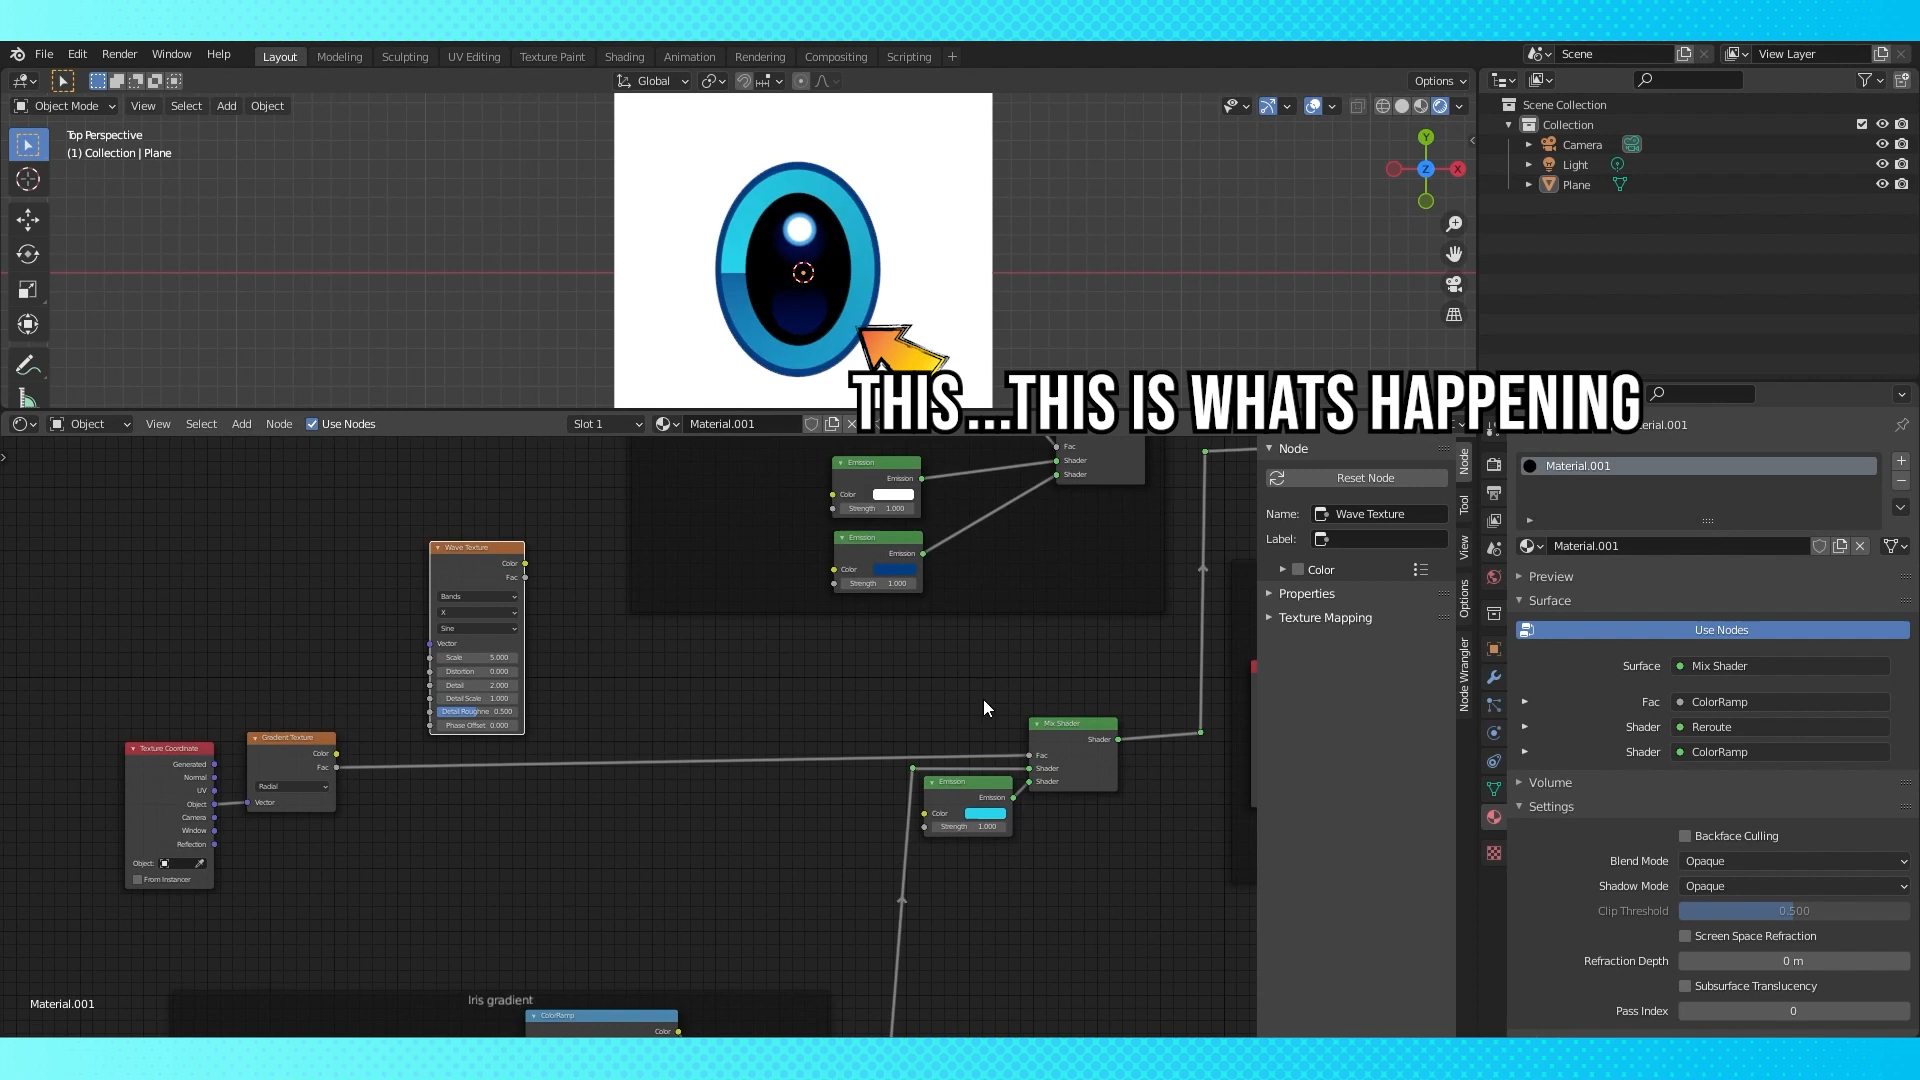 File Edit Render Window Help Layout Modeling Sculpting UV Editing Texture Paint Shading Animation Rendering Compositing Scripting + Scene View Layer
Global Options
Object Mode View Select Add Object
Top Perspective
(1) Collection | Plane
Y
X
Z
Scene Collection
Collection
Camera
Light
Plane
THIS...THIS IS WHATS HAPPENING
Object View Select Add Node Use Nodes Slot 1 Material.001
Emission
Emission
Color
Strength 1.000
Emission
Emission
Color
Strength 1.000
Fac
Shader
Shader
Wave Texture
Color
Fac
Bands
X
Sine
Vector
Scale 5.000
Distortion 0.000
Detail 2.000
Detail Scale 1.000
Detail Roughne 0.500
Phase Offset 0.000
Texture Coordinate
Generated
Normal
UV
Object
Camera
Window
Reflection
Object:
From Instancer
Gradient Texture
Color
Fac
Radial
Vector
Mix Shader
Shader
Fac
Shader
Shader
Emission
Emission
Color
Strength 1.000
Iris gradient
ColorRamp
Color
Material.001
Node
Reset Node
Name: Wave Texture
Label:
Color
Properties
Texture Mapping
Node
Tool
View
Options
Node Wrangler
Material.001
Material.001
Preview
Surface
Use Nodes
Surface Mix Shader
Fac ColorRamp
Shader Reroute
Shader ColorRamp
Volume
Settings
Backface Culling
Blend Mode Opaque
Shadow Mode Opaque
Clip Threshold 0.500
Screen Space Refraction
Refraction Depth 0 m
Subsurface Translucency
Pass Index 0